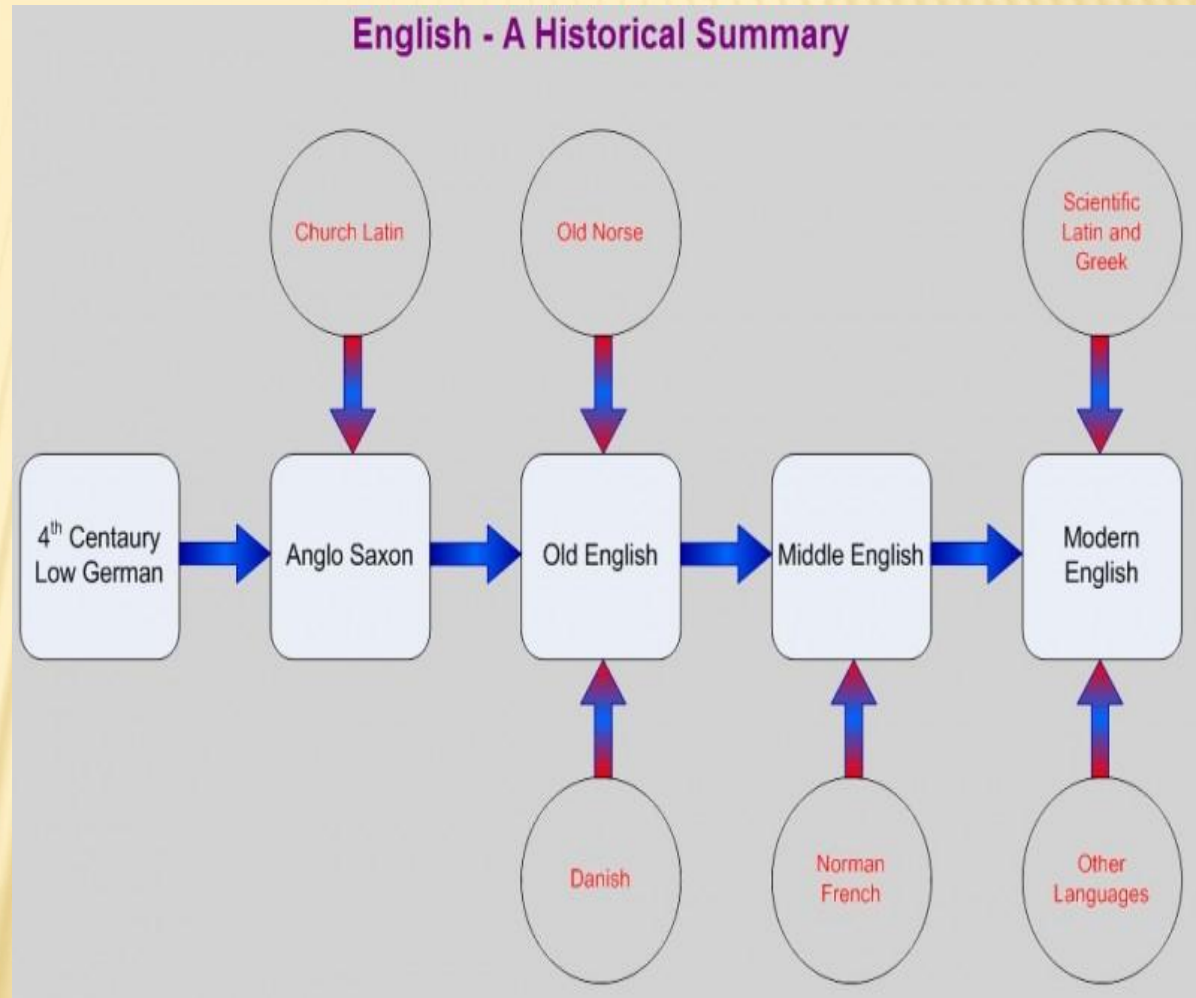 English - A Historical Summary
Church Latin
Old Norse
Scientific
Latin and
Greek
4th Centaury
Low German
Anglo Saxon
Old English
Middle English
Modern
English
Danish
Norman
French
Other
Languages